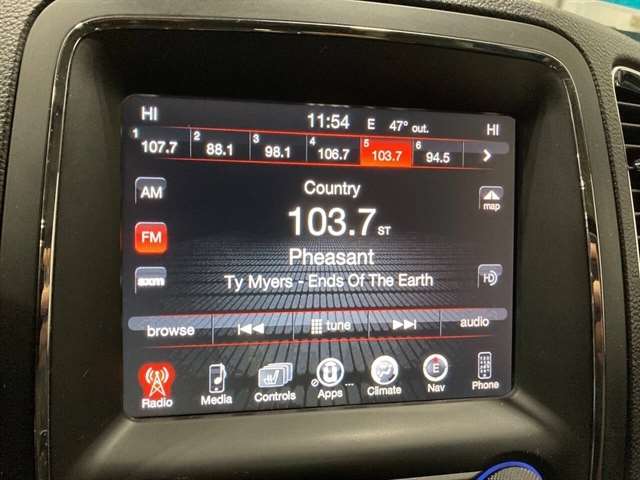 HI 11:54 E 47° out. HI
1 107.7 2 88.1 3 98.1 4 106.7 5 103.7 6 94.5
AM
Country
map
103.7 ST
FM
Pheasant
sxm
Ty Myers - Ends Of The Earth
HD
browse tune audio
Radio Media Controls Apps Climate E Nav Phone